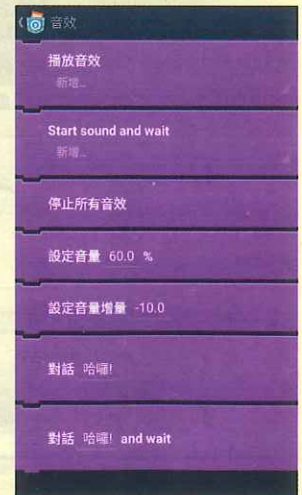 音效
播放音效
新增...
Start sound and wait
新增...
停止所有音效
設定音量 60.0 %
設定音量增量 -10.0
對話 哈囉!
對話 哈囉! and wait